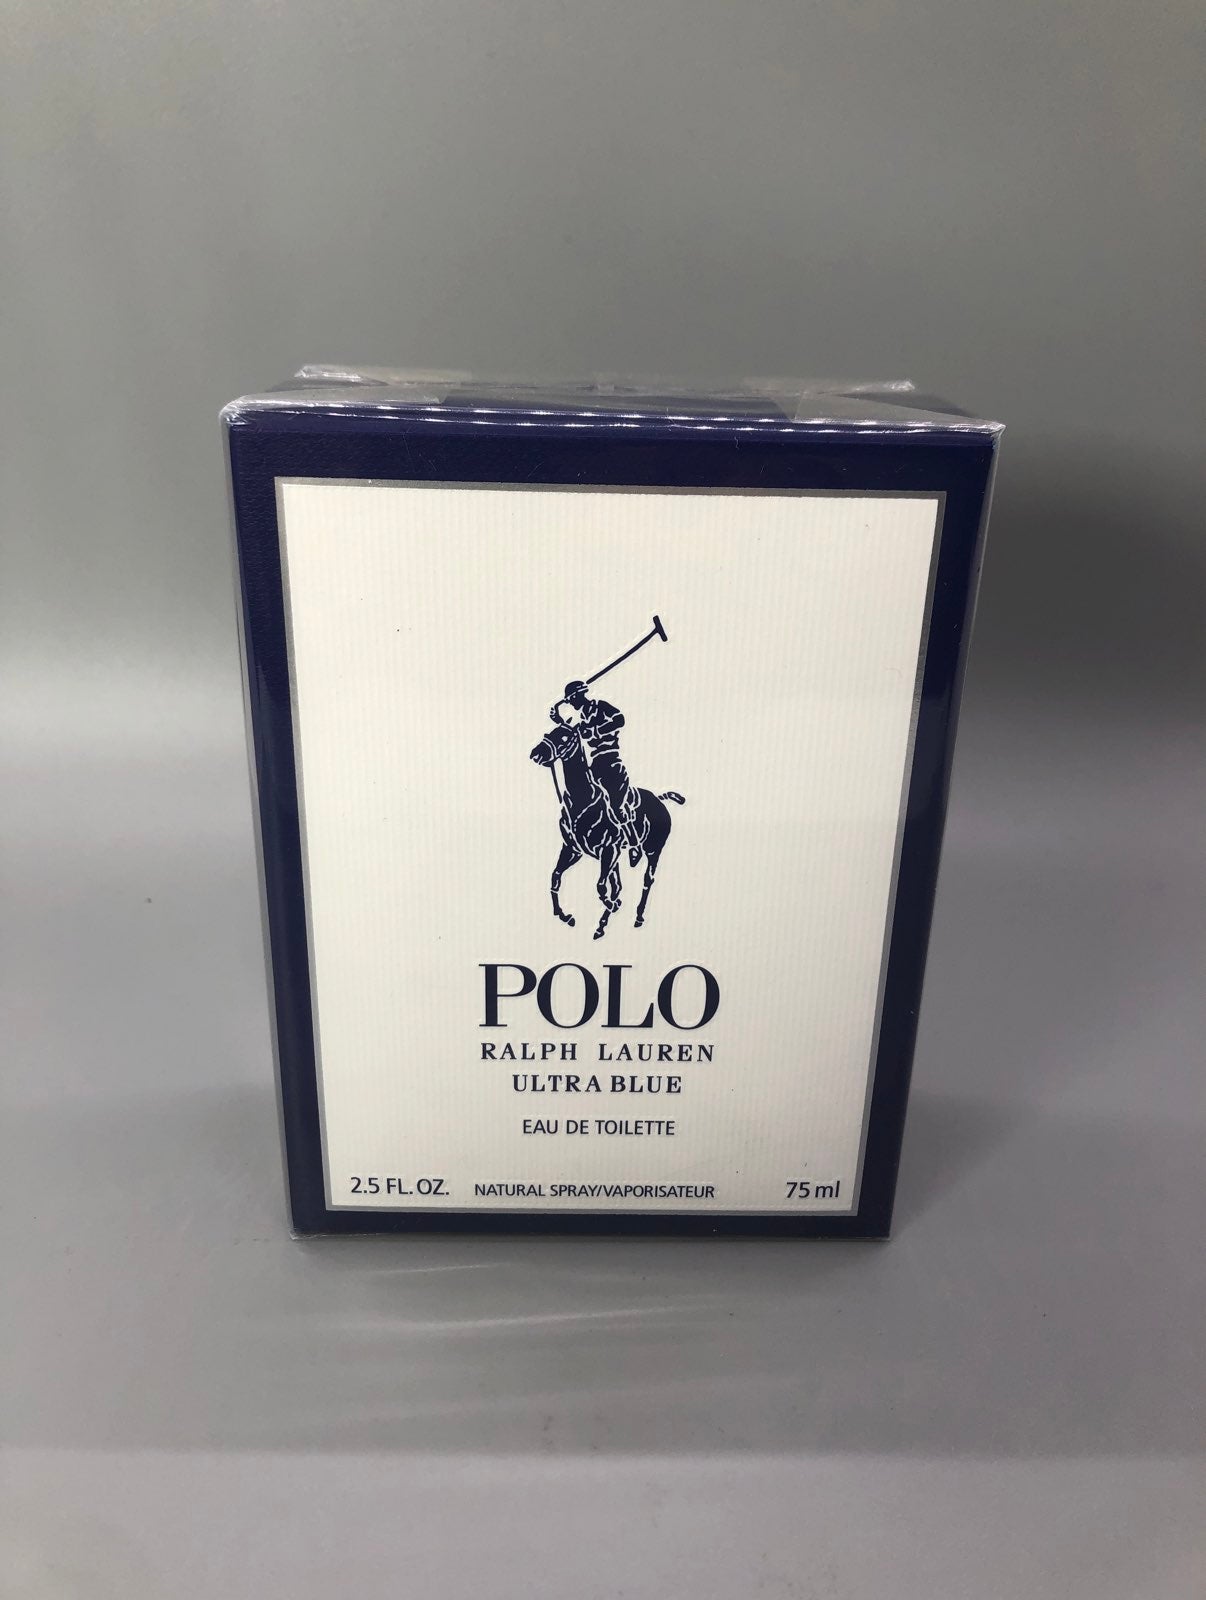 POLO
RALPH LAUREN
ULTRA BLUE
EAU DE TOILETTE
2.5 FL. OZ. NATURAL SPRAY/VAPORISATEUR 75 ml